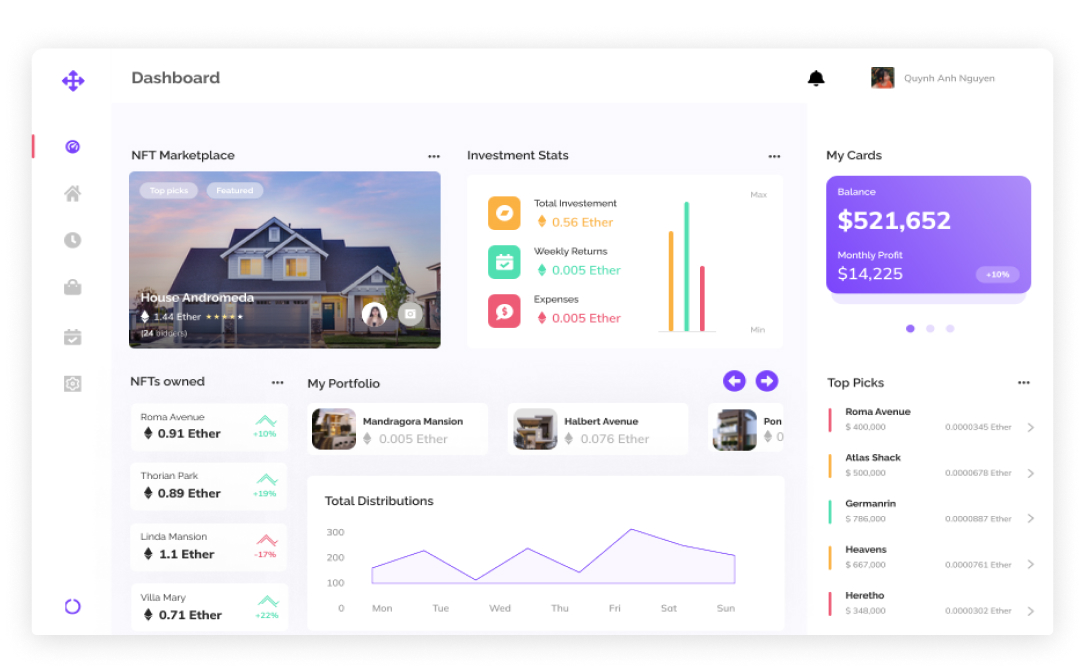 Dashboard
Quynh Anh Nguyen
NFT Marketplace
Top picks
Featured
House Andromeda
1.44 Ether
Investment Stats
Total Investement
0.56 Ether
Weekly Returns
0.005 Ether
Expenses
0.005 Ether
Max
Min
My Cards
Balance
$521,652
Monthly Profit
$14,225
+10%
NFTs owned
Roma Avenue
0.91 Ether
+10%
Thorian Park
0.89 Ether
+19%
Linda Mansion
1.1 Ether
-17%
Villa Mary
0.71 Ether
+22%
My Portfolio
Mandragora Mansion
0.005 Ether
Halbert Avenue
0.076 Ether
Pon
0
Total Distributions
300
200
100
0
Mon Tue Wed Thu Fri Sat Sun
Top Picks
Roma Avenue
$ 400,000
0.0000345 Ether
Atlas Shack
$ 500,000
0.0000678 Ether
Germanrin
$ 786,000
0.0000887 Ether
Heavens
$ 667,000
0.0000761 Ether
Heretho
$ 348,000
0.0000302 Ether